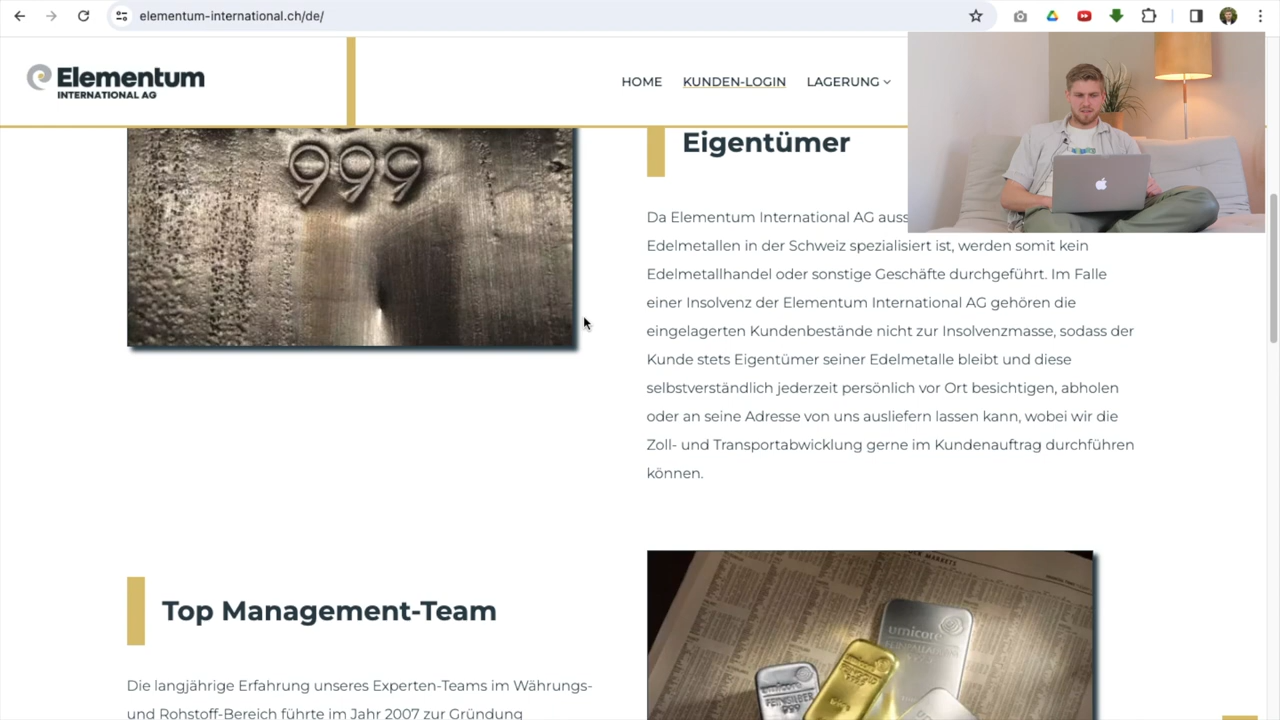 elementum-international.ch/de/
Elementum
INTERNATIONAL AG
HOME KUNDEN-LOGIN LAGERUNG
999
Eigentümer
Da Elementum International AG
Edelmetallen in der Schweiz spezialisiert ist, werden somit kein
Edelmetallhandel oder sonstige Geschäfte durchgeführt. Im Falle
einer Insolvenz der Elementum International AG gehören die
eingelagerten Kundenbestände nicht zur Insolvenzmasse, sodass der
Kunde stets Eigentümer seiner Edelmetalle bleibt und diese
selbstverständlich jederzeit persönlich vor Ort besichtigen, abholen
oder an seine Adresse von uns ausliefern lassen kann, wobei wir die
Zoll- und Transportabwicklung gerne im Kundenauftrag durchführen
können.
Top Management-Team
MARKETS
umicore
umicore
umicore
FEINSILBER
999
Die langjährige Erfahrung unseres Experten-Teams im Währungs-
und Rohstoff-Bereich führte im Jahr 2007 zur Gründung